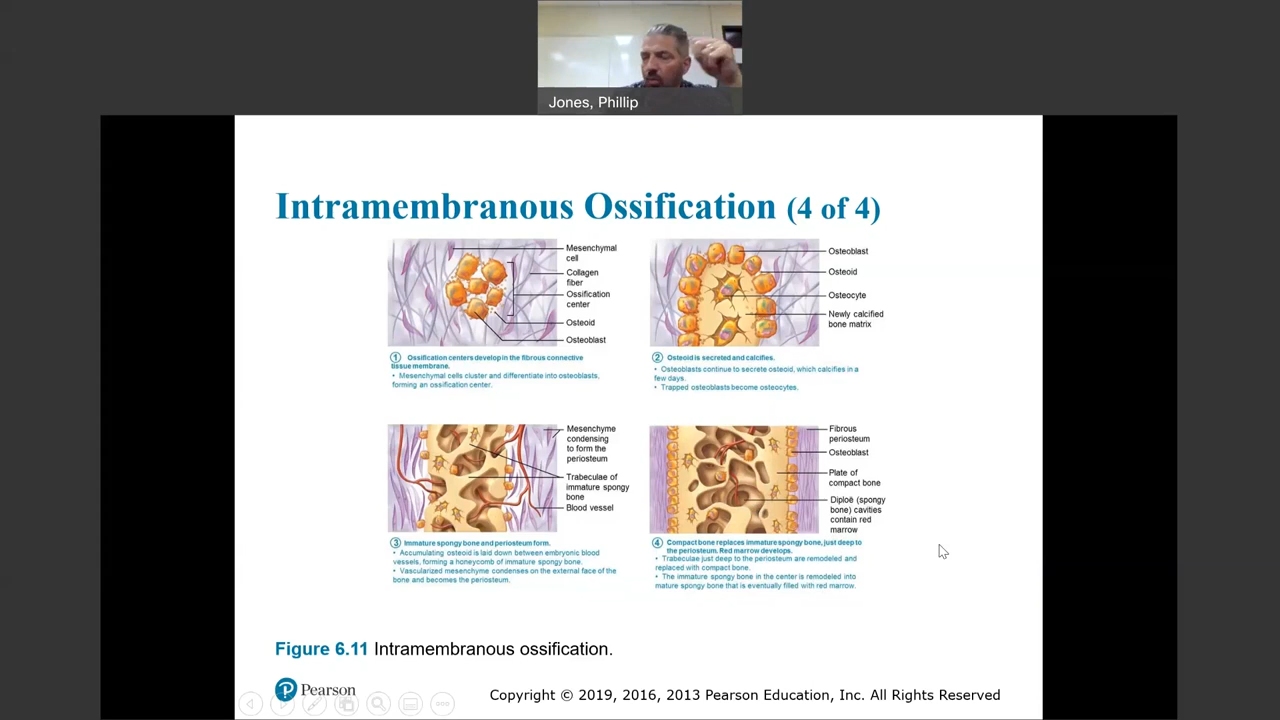 Jones, Phillip
Intramembranous Ossification (4 of 4)
Mesenchymal
cell
Collagen
fiber
Ossification
center
Osteoid
Osteoblast
① Ossification centers develop in the fibrous connective
tissue membrane.
• Mesenchymal cells cluster and differentiate into osteoblasts,
forming an ossification center.
Osteoblast
Osteoid
Osteocyte
Newly calcified
bone matrix
② Osteoid is secreted and calcifies.
• Osteoblasts continue to secrete osteoid, which calcifies in a
few days.
• Trapped osteoblasts become osteocytes.
Mesenchyme
condensing
to form the
periosteum
Trabeculae of
immature spongy
bone
Blood vessel
③ Immature spongy bone and periosteum form.
• Accumulating osteoid is laid down between embryonic blood
vessels, forming a honeycomb of immature spongy bone.
• Vascularized mesenchyme condenses on the external face of the
bone and becomes the periosteum.
Fibrous
periosteum
Osteoblast
Plate of
compact bone
Diploë (spongy
bone) cavities
contain red
marrow
④ Compact bone replaces immature spongy bone, just deep to
the periosteum. Red marrow develops.
• Trabeculae just deep to the periosteum are remodeled and
replaced with compact bone.
• The immature spongy bone in the center is remodeled into
mature spongy bone that is eventually filled with red marrow.
Figure 6.11 Intramembranous ossification.
P Pearson
Copyright © 2019, 2016, 2013 Pearson Education, Inc. All Rights Reserved